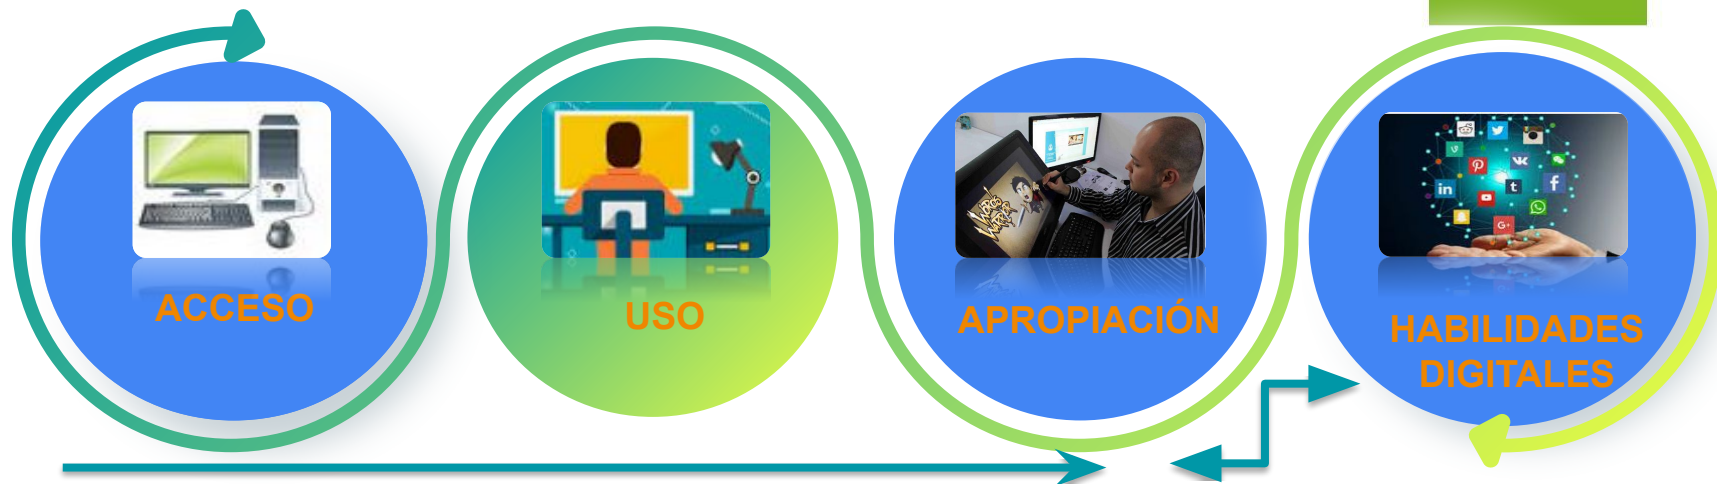 ACCESO
USO
APROPIACIÓN
HABILIDADES
DIGITALES